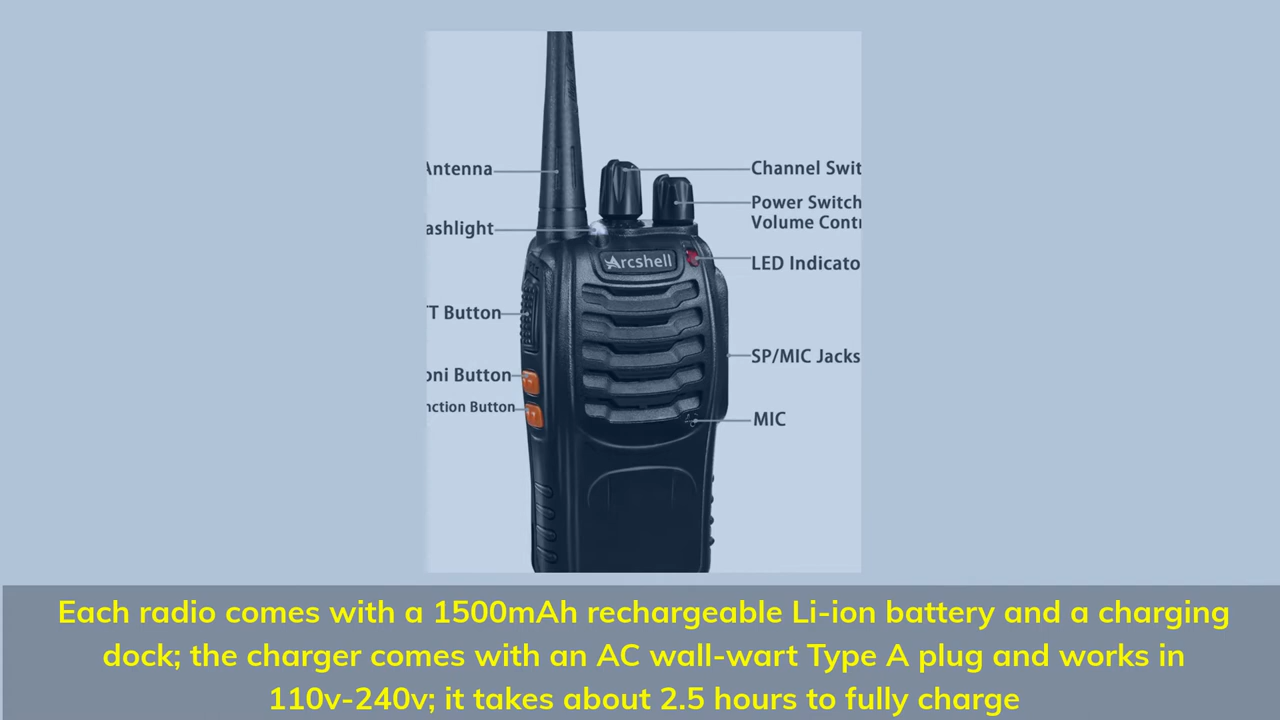 Antenna
Channel Swit
Power Switch
ashlight
Volume Contr
Arcshell
LED Indicato
TT Button
SP/MIC Jacks
oni Button
nction Button
MIC
Each radio comes with a 1500mAh rechargeable Li-ion battery and a charging
dock; the charger comes with an AC wall-wart Type A plug and works in
110v-240v; it takes about 2.5 hours to fully charge